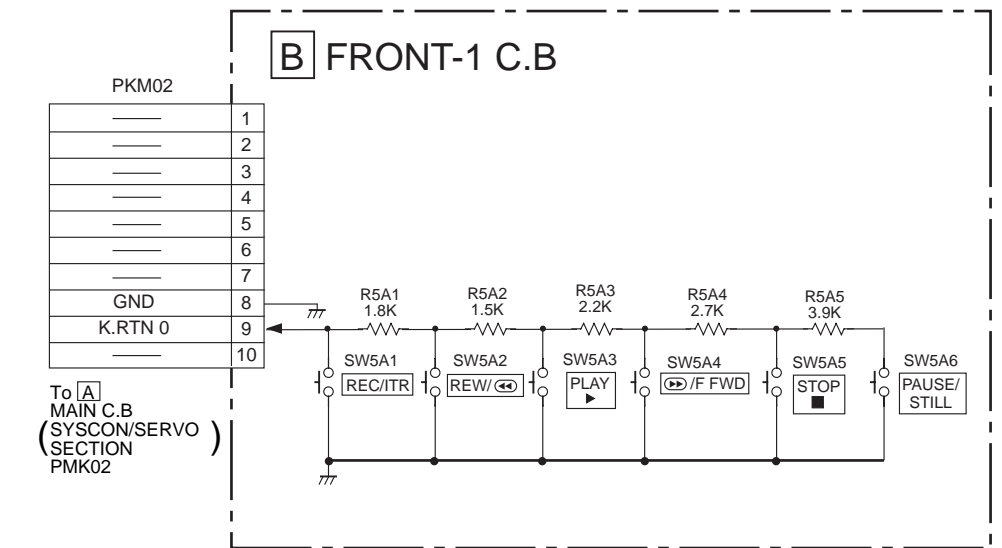 B FRONT-1 C.B
PKM02
1
2
3
4
5
6
7
GND 8
K.RTN 0 9
10
R5A1
1.8K
R5A2
1.5K
R5A3
2.2K
R5A4
2.7K
R5A5
3.9K
SW5A1
REC/ITR
SW5A2
REW/
SW5A3
PLAY
SW5A4
/F FWD
SW5A5
STOP
SW5A6
PAUSE/
STILL
To A
MAIN C.B
(SYSCON/SERVO)
SECTION
PMK02